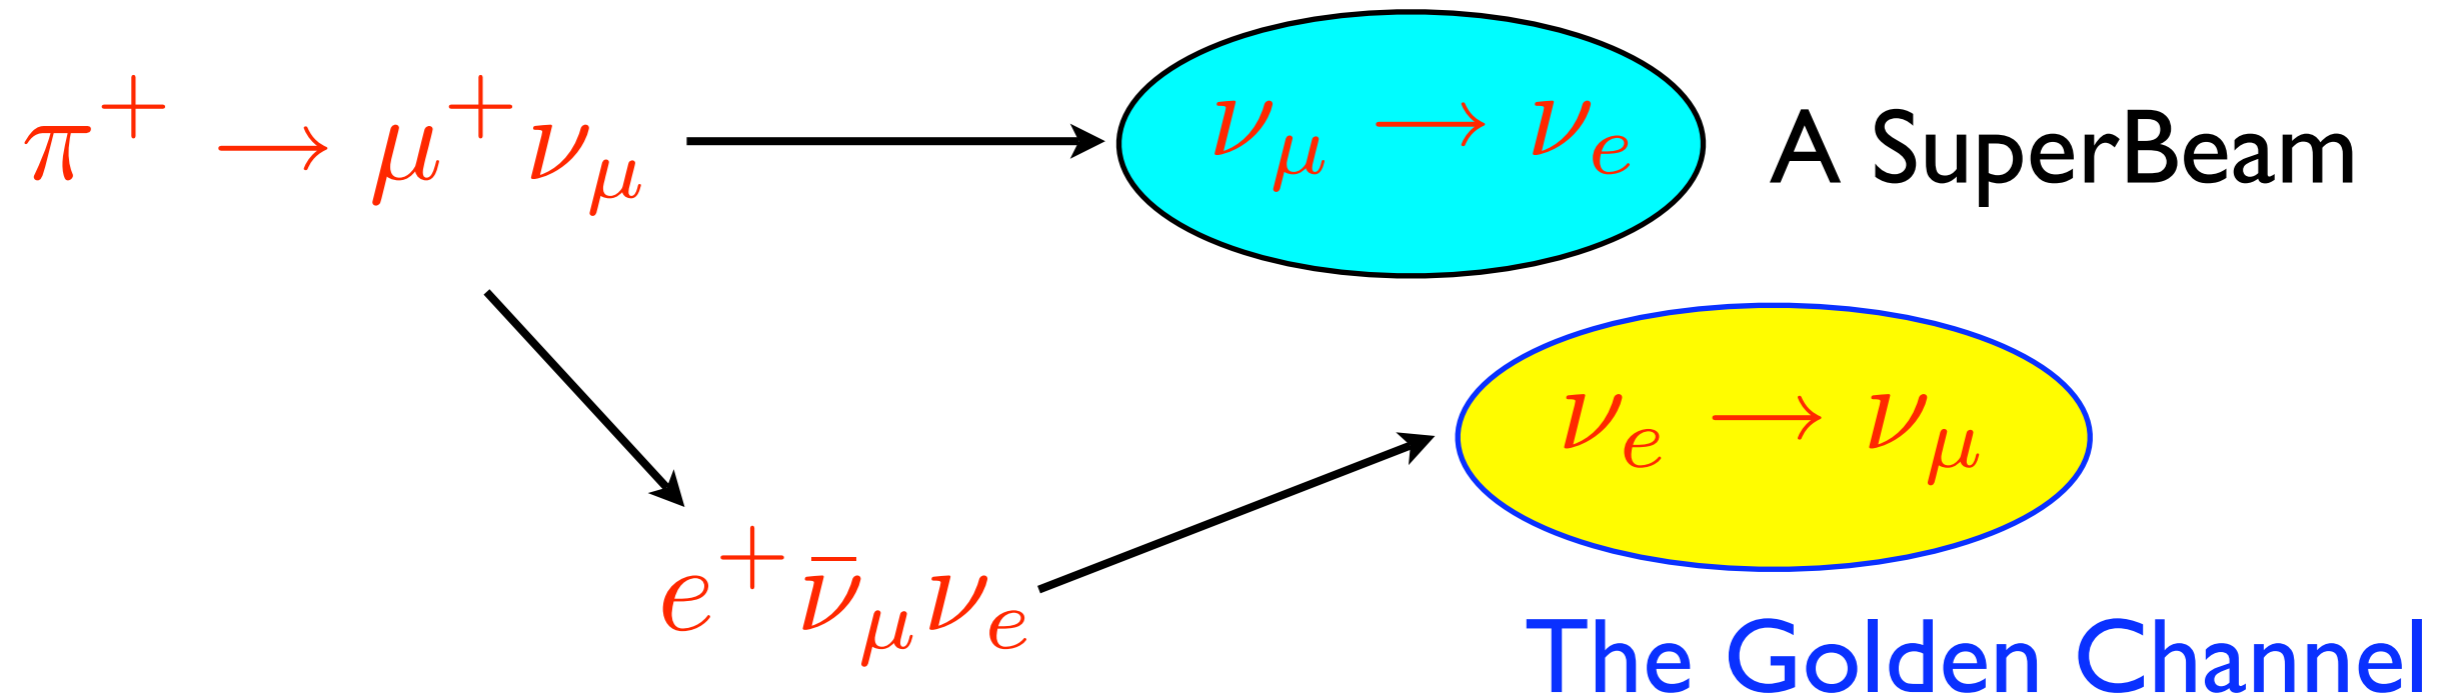 π⁺ → μ⁺ν_μ
ν_μ → ν_e
A SuperBeam
ν_e → ν_μ
e⁺ν̄_μν_e
The Golden Channel